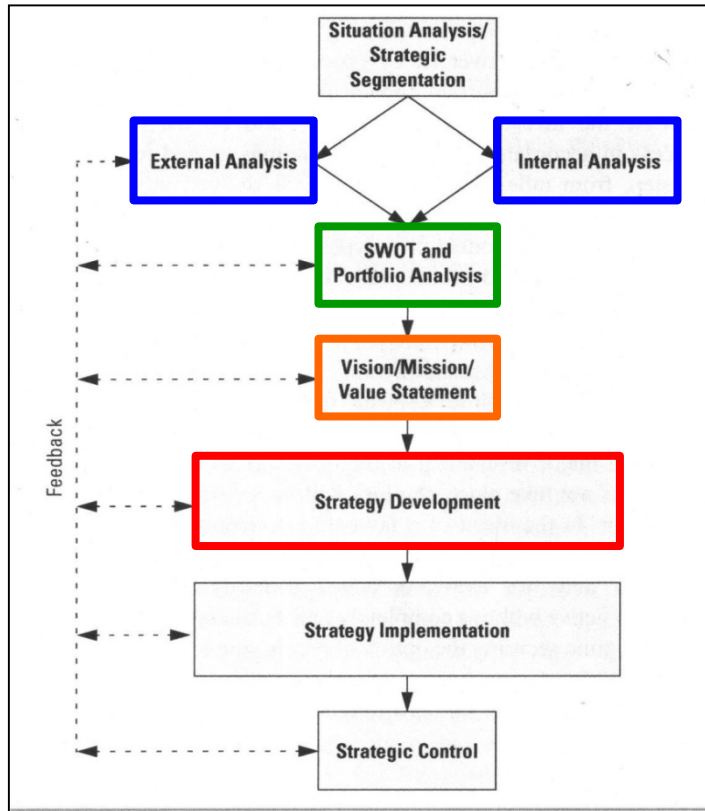 Situation Analysis/
Strategic
Segmentation
External Analysis
Internal Analysis
SWOT and
Portfolio Analysis
Vision/Mission/
Value Statement
Feedback
Strategy Development
Strategy Implementation
Strategic Control